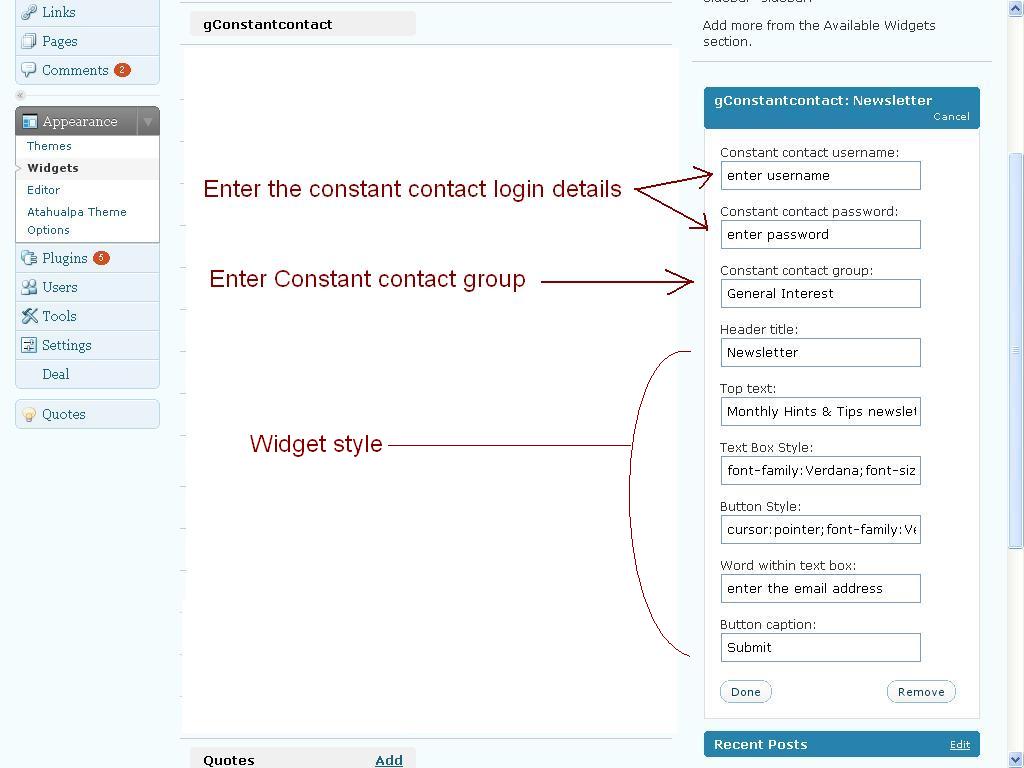 Links
Pages
Comments 2
Appearance
Themes
Widgets
Editor
Atahualpa Theme
Options
Plugins 5
Users
Tools
Settings
Deal
Quotes
gConstantcontact
Enter the constant contact login details
Enter Constant contact group
Widget style
Quotes Add
Add more from the Available Widgets
section.
gConstantcontact: Newsletter
Cancel
Constant contact username:
enter username
Constant contact password:
enter password
Constant contact group:
General Interest
Header title:
Newsletter
Top text:
Monthly Hints & Tips newslet
Text Box Style:
font-family:Verdana;font-siz
Button Style:
cursor:pointer;font-family:Ve
Word within text box:
enter the email address
Button caption:
Submit
Done Remove
Recent Posts Edit